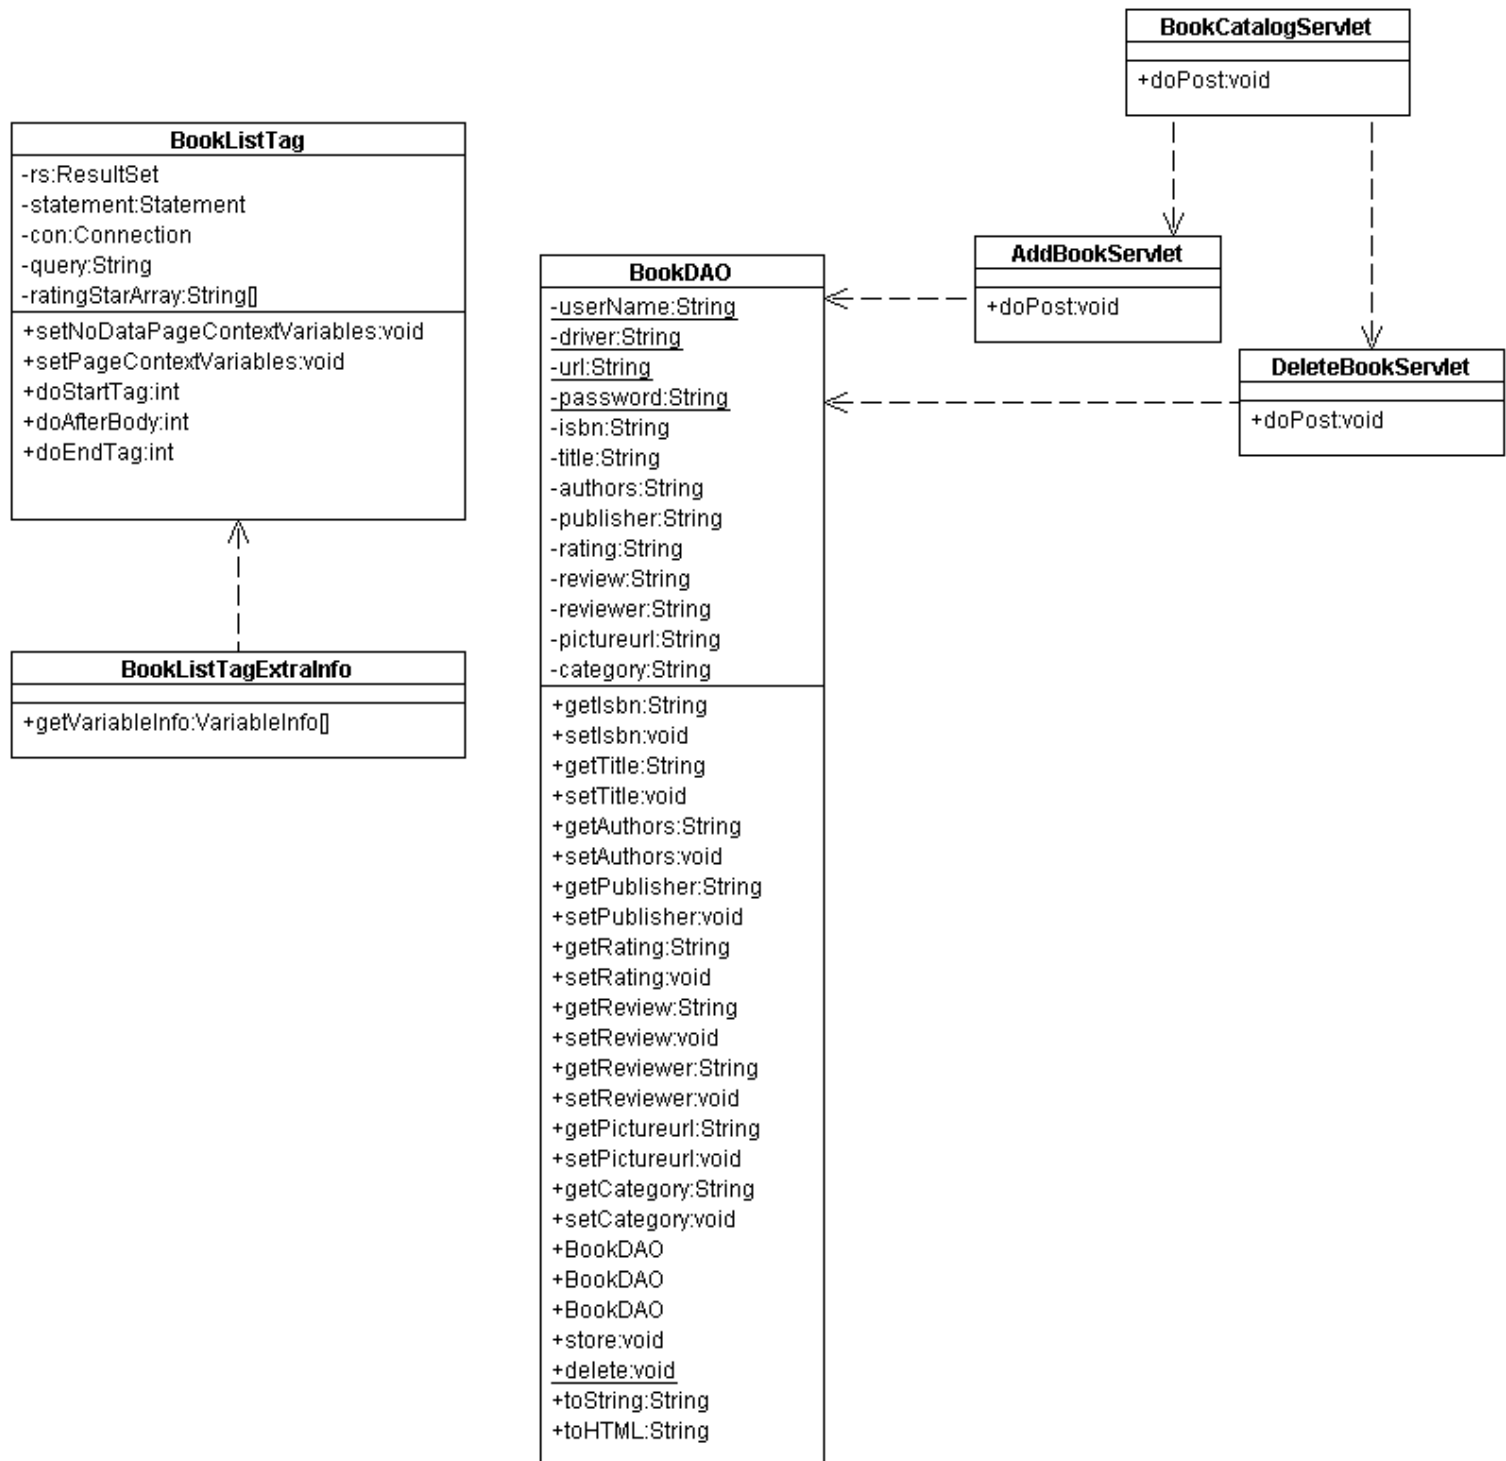 BookCatalogServlet
+doPost:void
BookListTag
-rs:ResultSet
-statement:Statement
-con:Connection
-query:String
-ratingStarArray:String[]
+setNoDataPageContextVariables:void
+setPageContextVariables:void
+doStartTag:int
+doAfterBody:int
+doEndTag:int
AddBookServlet
+doPost:void
DeleteBookServlet
+doPost:void
BookDAO
-userName:String
-driver:String
-url:String
-password:String
-isbn:String
-title:String
-authors:String
-publisher:String
-rating:String
-review:String
-reviewer:String
-pictureurl:String
-category:String
+getIsbn:String
+setIsbn:void
+getTitle:String
+setTitle:void
+getAuthors:String
+setAuthors:void
+getPublisher:String
+setPublisher:void
+getRating:String
+setRating:void
+getReview:String
+setReview:void
+getReviewer:String
+setReviewer:void
+getPictureurl:String
+setPictureurl:void
+getCategory:String
+setCategory:void
+BookDAO
+BookDAO
+BookDAO
+store:void
+delete:void
+toString:String
+toHTML:String
BookListTagExtraInfo
+getVariableInfo:VariableInfo[]